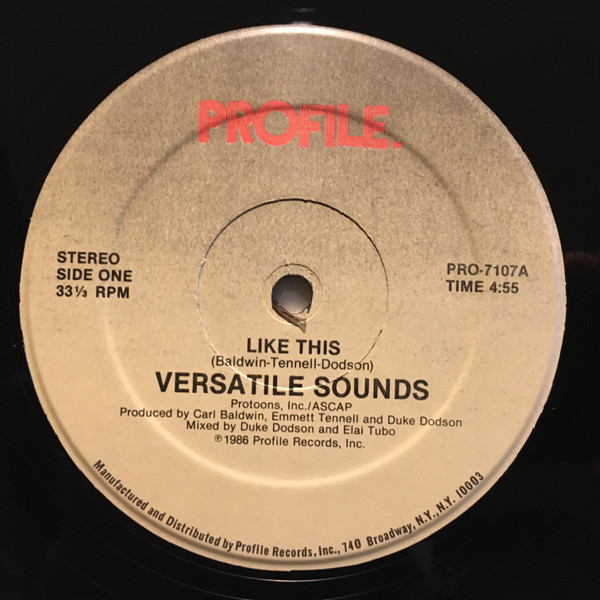 PROFILE.
STEREO
SIDE ONE
33⅓ RPM
PRO-7107A
TIME 4:55
LIKE THIS
(Baldwin-Tennell-Dodson)
VERSATILE SOUNDS
Protoons, Inc./ASCAP
Produced by Carl Baldwin, Emmett Tennell and Duke Dodson
Mixed by Duke Dodson and Elai Tubo
℗1986 Profile Records, Inc.
Manufactured and Distributed by Profile Records, Inc., 740 Broadway, N.Y., N.Y. 10003